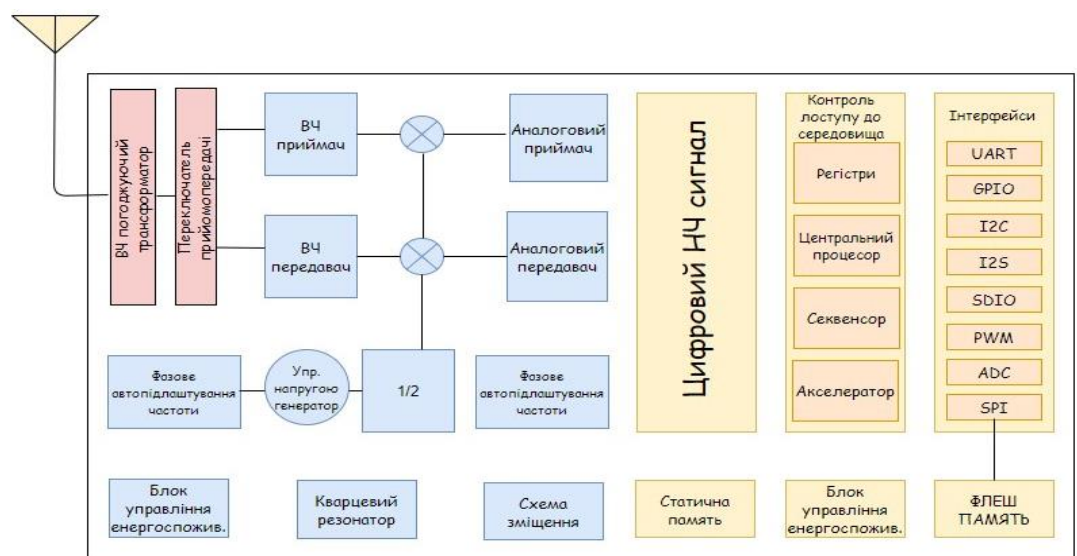 ВЧ погоджуючий
трансформатор
Переключатель
прийомопередачі
ВЧ
приймач
Аналоговий
приймач
ВЧ
передавач
Аналоговий
передавач
Фазове
автопідлаштування
частоти
Упр.
напругою
генератор
1/2
Фазове
автопідлаштування
частоти
Цифровий НЧ сигнал
Контроль
лоступу до
середовища
Регістри
Центральний
процесор
Секвенсор
Акселератор
Інтерфейси
UART
GPIO
I2C
I2S
SDIO
PWM
ADC
SPI
Блок
управління
енергоспожив.
Кварцевий
резонатор
Схема
зміщення
Статична
память
Блок
управління
енергоспожив.
ФЛЕШ
ПАМЯТЬ